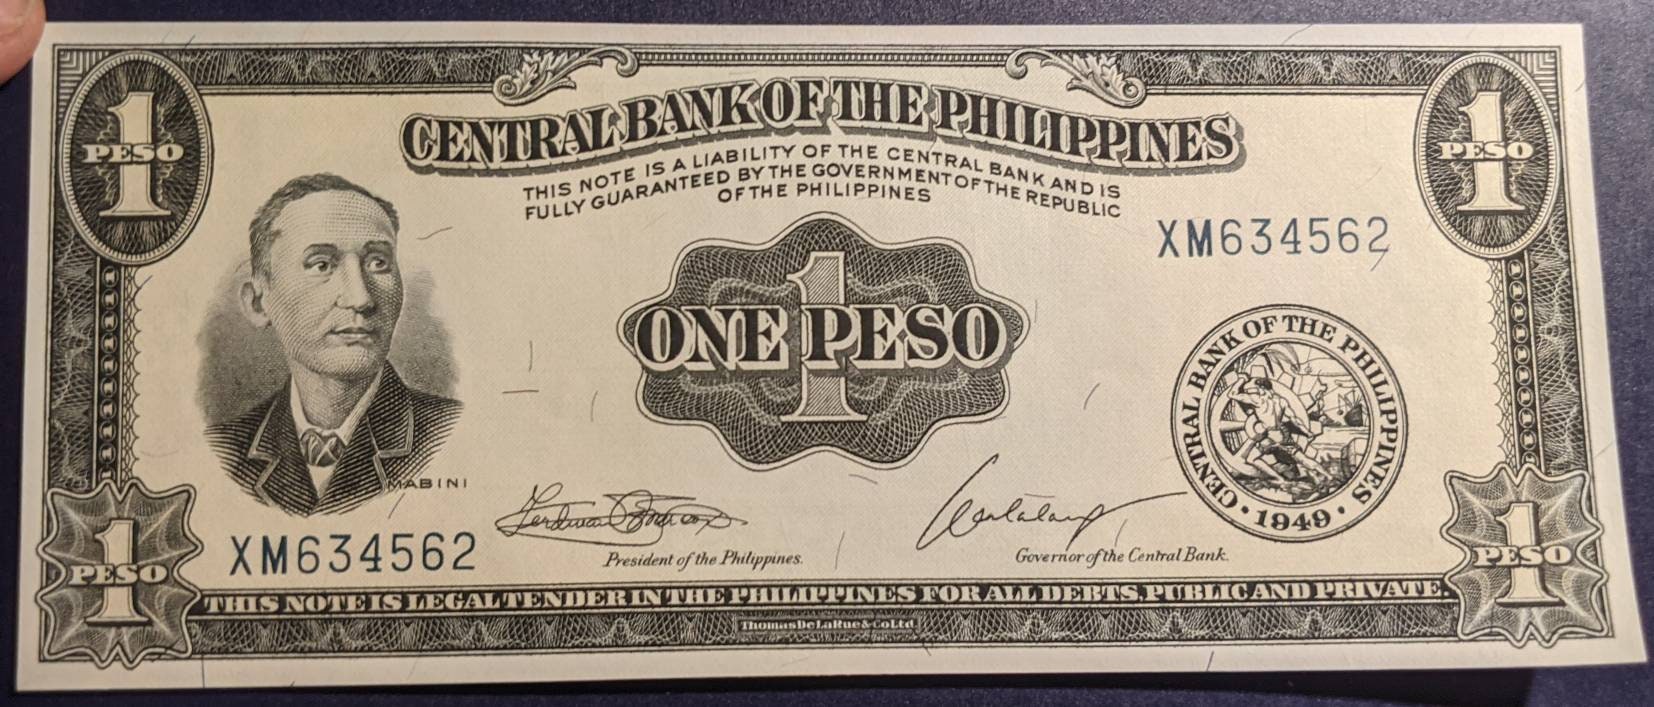 1
PESO
1
PESO
CENTRAL BANK OF THE PHILIPPINES
THIS NOTE IS A LIABILITY OF THE CENTRAL BANK AND IS
FULLY GUARANTEED BY THE GOVERNMENT OF THE REPUBLIC
OF THE PHILIPPINES
XM634562
1
ONE PESO
CENTRAL BANK OF THE PHILIPPINES
· 1949 ·
MABINI
XM634562
Ferdinand E Marcos
President of the Philippines.
Governor of the Central Bank.
1
PESO
1
PESO
THIS NOTE IS LEGAL TENDER IN THE PHILIPPINES FOR ALL DEBTS, PUBLIC AND PRIVATE.
Thomas De La Rue & Co Ltd.